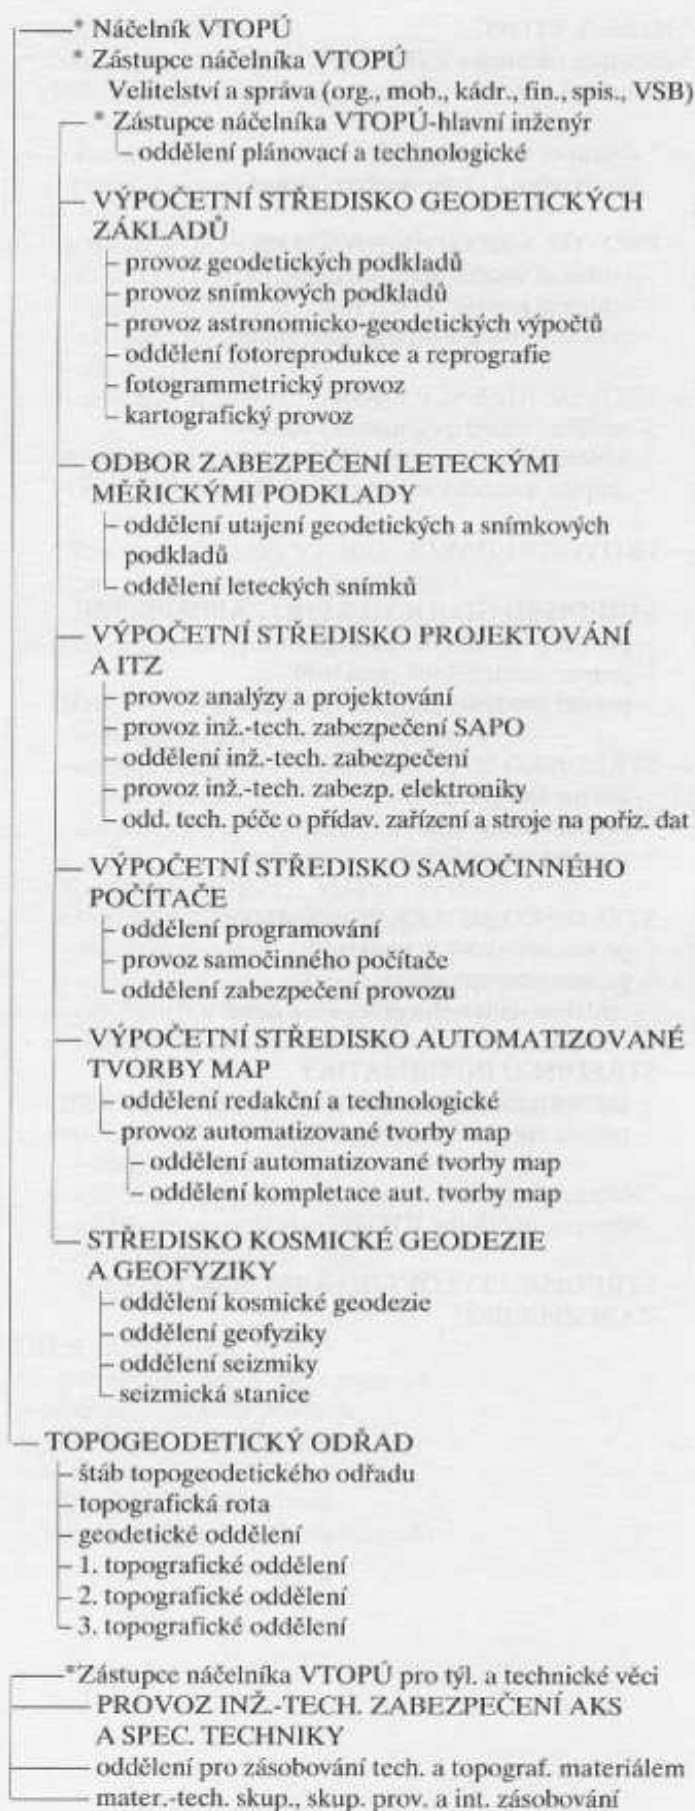 * Náčelník VTOPÚ
* Zástupce náčelníka VTOPÚ
Velitelství a správa (org., mob., kádr., fin., spis., VSB)
* Zástupce náčelníka VTOPÚ-hlavní inženýr
oddělení plánovací a technologické
VÝPOČETNÍ STŘEDISKO GEODETICKÝCH
ZÁKLADŮ
provoz geodetických podkladů
provoz snímkových podkladů
provoz astronomicko-geodetických výpočtů
oddělení fotoreprodukce a reprografie
fotogrammetrický provoz
kartografický provoz
ODBOR ZABEZPEČENÍ LETECKÝMI
MĚŘICKÝMI PODKLADY
oddělení utajení geodetických a snímkových
podkladů
oddělení leteckých snímků
VÝPOČETNÍ STŘEDISKO PROJEKTOVÁNÍ
A ITZ
provoz analýzy a projektování
provoz inž.-tech. zabezpečení SAPO
oddělení inž.-tech. zabezpečení
provoz inž.-tech. zabezp. elektroniky
odd. tech. péče o přídav. zařízení a stroje na poříz. dat
VÝPOČETNÍ STŘEDISKO SAMOČINNÉHO
POČÍTAČE
oddělení programování
provoz samočinného počítače
oddělení zabezpečení provozu
VÝPOČETNÍ STŘEDISKO AUTOMATIZOVANÉ
TVORBY MAP
oddělení redakční a technologické
provoz automatizované tvorby map
oddělení automatizované tvorby map
oddělení kompletace aut. tvorby map
STŘEDISKO KOSMICKÉ GEODEZIE
A GEOFYZIKY
oddělení kosmické geodezie
oddělení geofyziky
oddělení seizmiky
seizmická stanice
TOPOGEODETICKÝ ODŘAD
štáb topogeodetického odřadu
topografická rota
geodetické oddělení
1. topografické oddělení
2. topografické oddělení
3. topografické oddělení
*Zástupce náčelníka VTOPÚ pro týl. a technické věci
PROVOZ INŽ.-TECH. ZABEZPEČENÍ AKS
A SPEC. TECHNIKY
oddělení pro zásobování tech. a topograf. materiálem
mater.-tech. skup., skup. prov. a int. zásobování